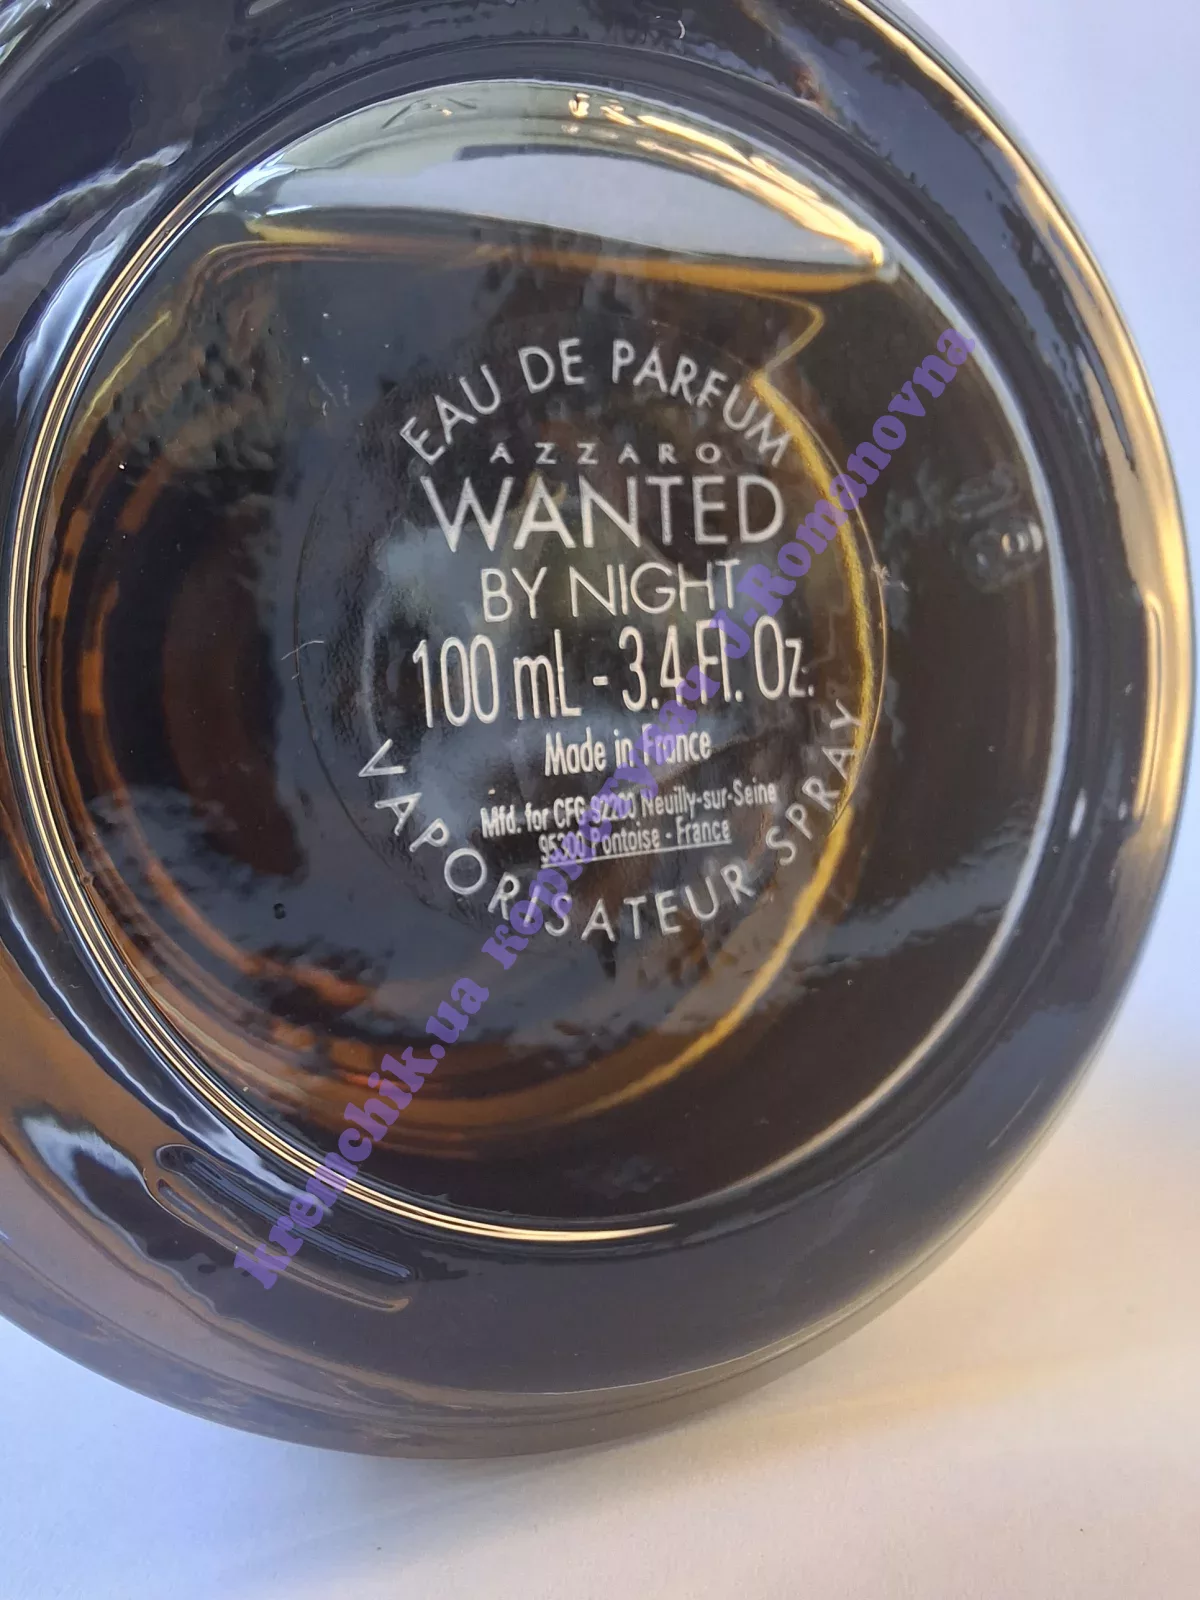 EAU DE PARFUM
AZZARO
WANTED
BY NIGHT
100 mL - 3.4 Fl. Oz.
Made in France
Mfd. for CFG 92200 Neuilly-sur-Seine
95300 Pontoise - France
VAPORISATEUR SPRAY
kremchik.ua J-Romanovna